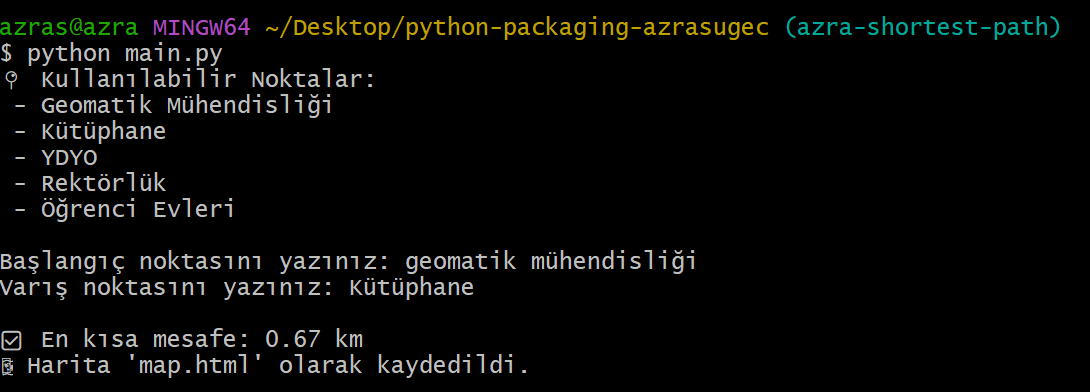 azras@azra MINGW64 ~/Desktop/python-packaging-azrasugec (azra-shortest-path)
$ python main.py
📍 Kullanılabilir Noktalar:
- Geomatik Mühendisliği
- Kütüphane
- YDYO
- Rektörlük
- Öğrenci Evleri
Başlangıç noktasını yazınız: geomatik mühendisliği
Varış noktasını yazınız: Kütüphane
☑ En kısa mesafe: 0.67 km
Harita 'map.html' olarak kaydedildi.